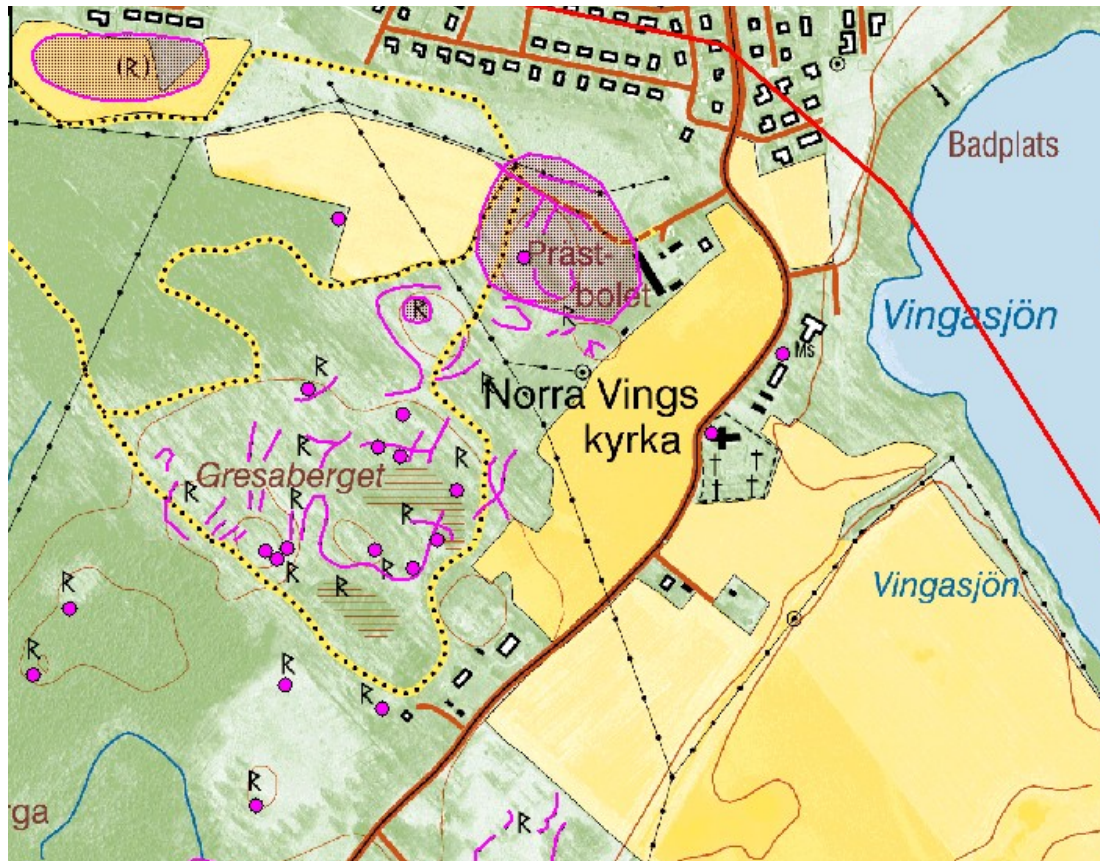 (R)
Badplats
Präst-
bolet
R
R
Vingasjön
R
Ms
R
Norra Vings
kyrka
R
R
Gresaberget
R
R
R
R
R
R
R
Vingasjön
R
R
R
R
R
rga
R